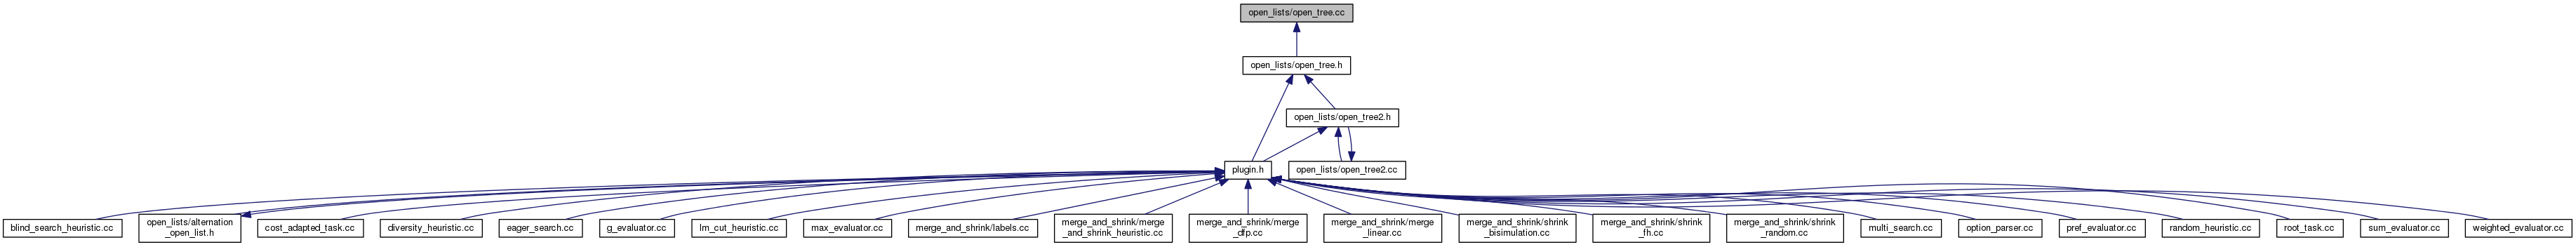 open_lists/open_tree.cc
open_lists/open_tree.h
open_lists/open_tree2.h
plugin.h
open_lists/open_tree2.cc
blind_search_heuristic.cc
open_lists/alternation
_open_list.h
cost_adapted_task.cc
diversity_heuristic.cc
eager_search.cc
g_evaluator.cc
lm_cut_heuristic.cc
max_evaluator.cc
merge_and_shrink/labels.cc
merge_and_shrink/merge
_and_shrink_heuristic.cc
merge_and_shrink/merge
_dfp.cc
merge_and_shrink/merge
_linear.cc
merge_and_shrink/shrink
_bisimulation.cc
merge_and_shrink/shrink
_fh.cc
merge_and_shrink/shrink
_random.cc
multi_search.cc
option_parser.cc
pref_evaluator.cc
random_heuristic.cc
root_task.cc
sum_evaluator.cc
weighted_evaluator.cc